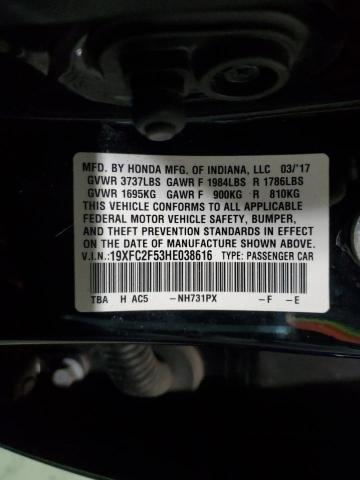 MFD. BY HONDA MFG. OF INDIANA, LLC 03/'17
GVWR 3737LBS GAWR F 1984LBS R 1786LBS
GVWR 1695KG GAWR F 900KG R 810KG
THIS VEHICLE CONFORMS TO ALL APPLICABLE
FEDERAL MOTOR VEHICLE SAFETY, BUMPER,
AND THEFT PREVENTION STANDARDS IN EFFECT
ON THE DATE OF MANUFACTURE SHOWN ABOVE.
V.I.N.:19XFC2F53HE038616 TYPE: PASSENGER CAR
TBA H AC5 -NH731PX -F -E